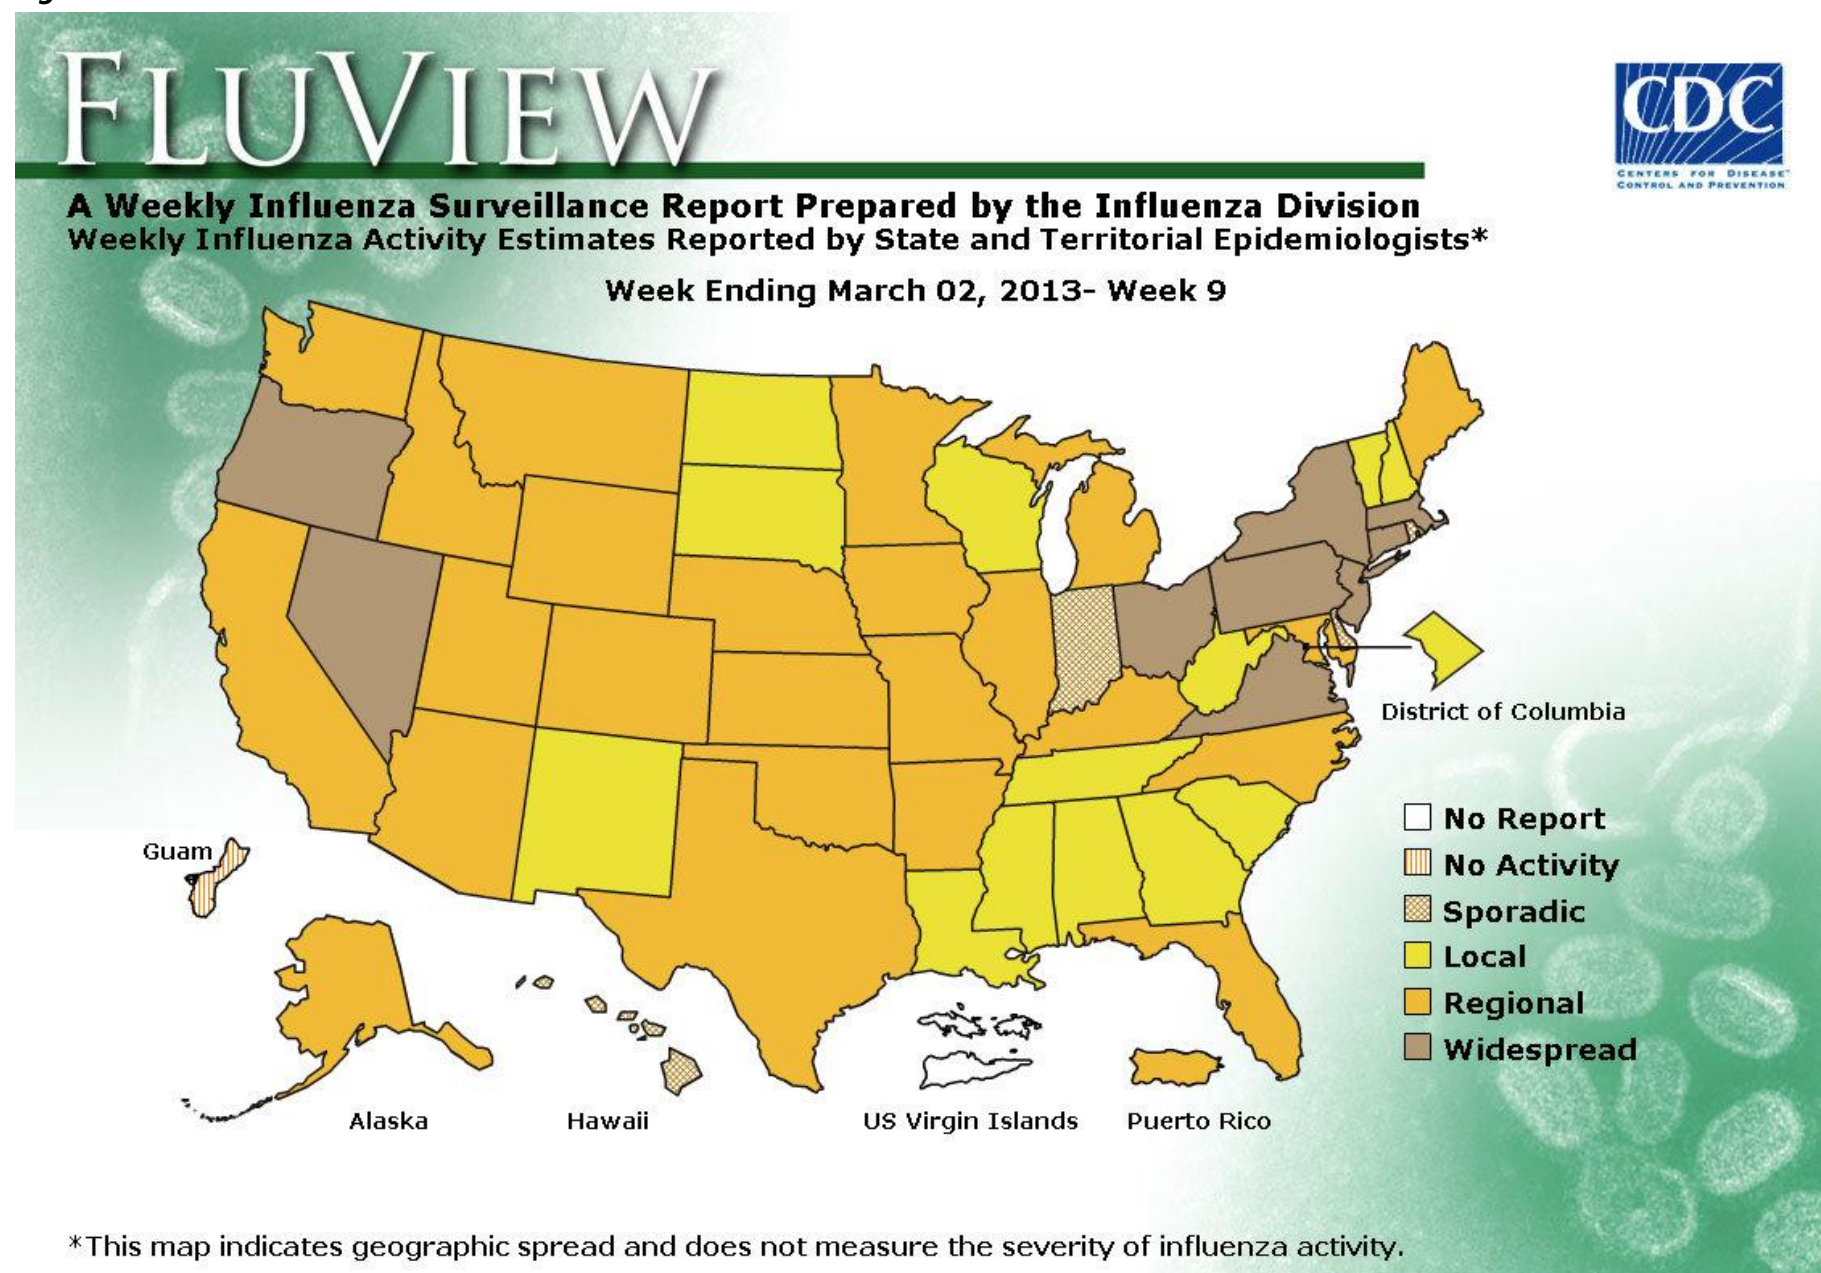 FLUVIEW
CDC
CENTERS FOR DISEASE
CONTROL AND PREVENTION
A Weekly Influenza Surveillance Report Prepared by the Influenza Division
Weekly Influenza Activity Estimates Reported by State and Territorial Epidemiologists*
Week Ending March 02, 2013- Week 9
District of Columbia
No Report
Guam
No Activity
Sporadic
Local
Regional
Widespread
Alaska
Hawaii
US Virgin Islands
Puerto Rico
*This map indicates geographic spread and does not measure the severity of influenza activity.